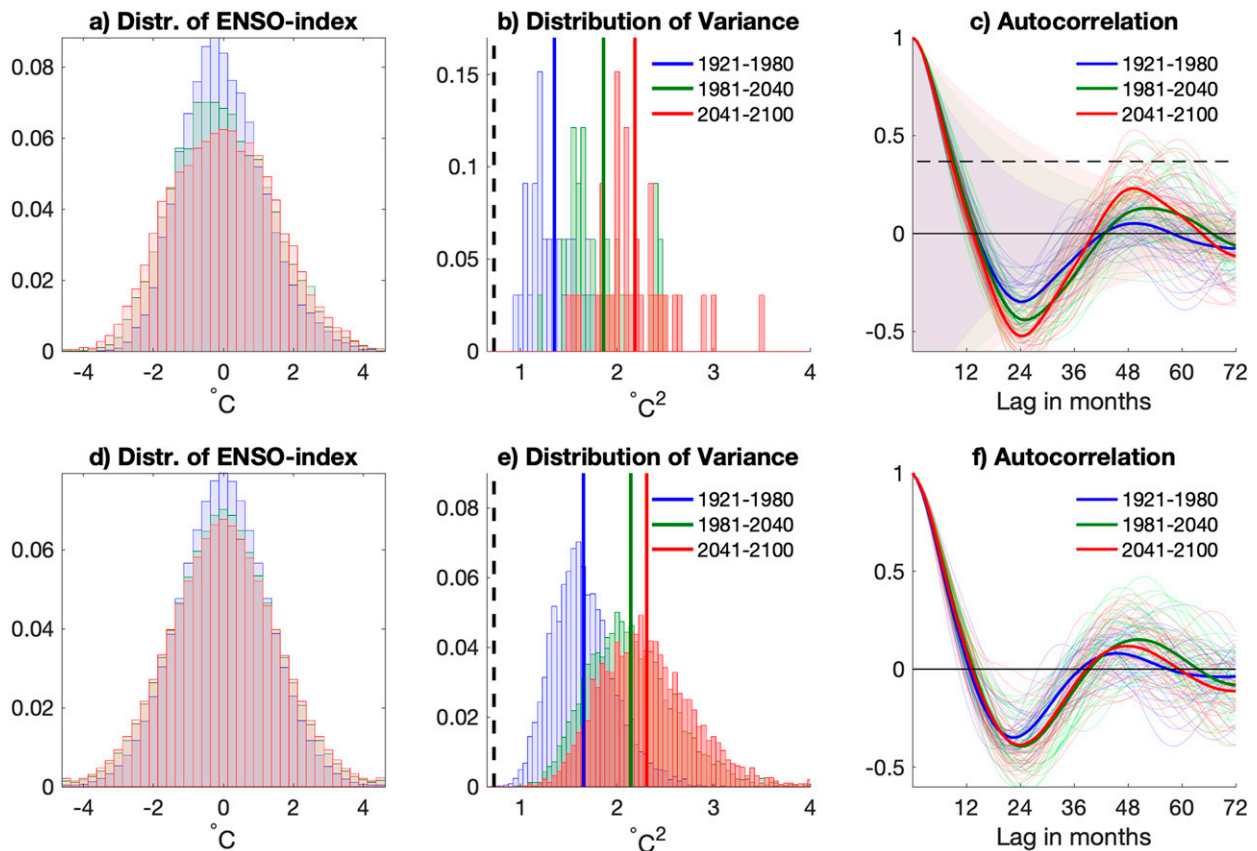 a) Distr. of ENSO-index
0.08
0.06
0.04
0.02
0
-4 -2 0 2 4
°C
b) Distribution of Variance
1921-1980
1981-2040
2041-2100
0.15
0.1
0.05
0
1 2 3 4
°C²
c) Autocorrelation
1921-1980
1981-2040
2041-2100
1
0.5
0
-0.5
12 24 36 48 60 72
Lag in months
d) Distr. of ENSO-index
0.06
0.04
0.02
0
-4 -2 0 2 4
°C
e) Distribution of Variance
1921-1980
1981-2040
2041-2100
0.08
0.06
0.04
0.02
0
1 2 3 4
°C²
f) Autocorrelation
1921-1980
1981-2040
2041-2100
1
0.5
0
-0.5
12 24 36 48 60 72
Lag in months